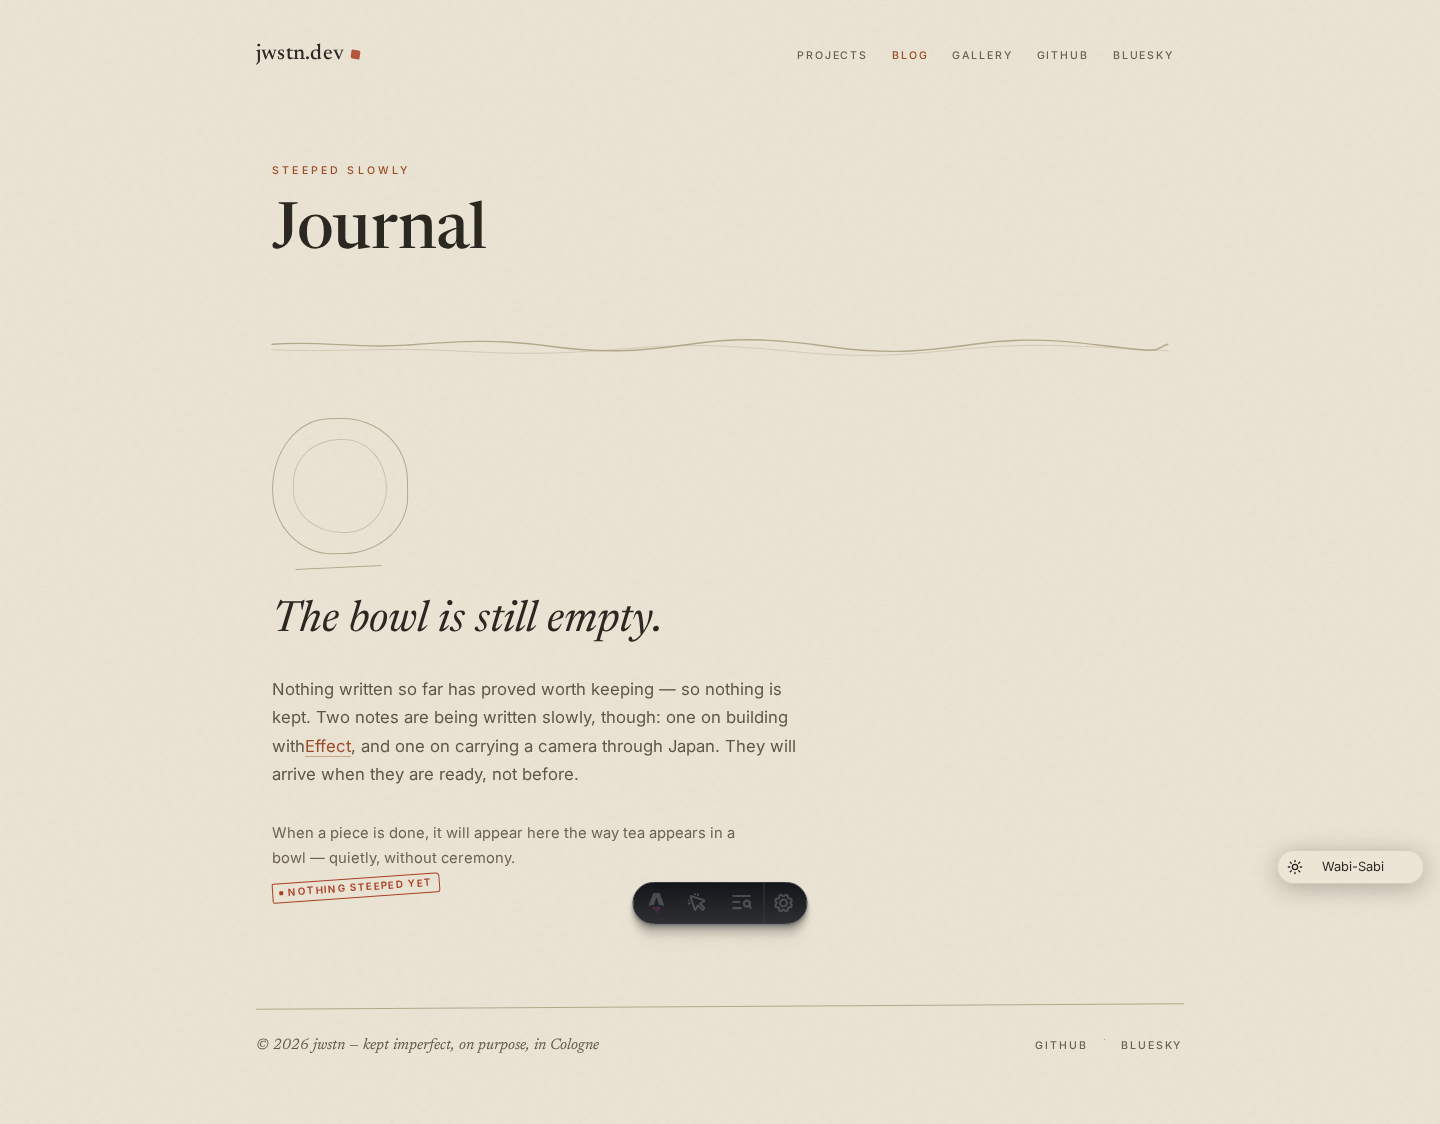 jwstn.dev
PROJECTS BLOG GALLERY GITHUB BLUESKY
STEEPED SLOWLY
Journal
The bowl is still empty.
Nothing written so far has proved worth keeping — so nothing is
kept. Two notes are being written slowly, though: one on building
withEffect, and one on carrying a camera through Japan. They will
arrive when they are ready, not before.
When a piece is done, it will appear here the way tea appears in a
bowl — quietly, without ceremony.
NOTHING STEEPED YET
Wabi-Sabi
© 2026 jwstn — kept imperfect, on purpose, in Cologne
GITHUB · BLUESKY